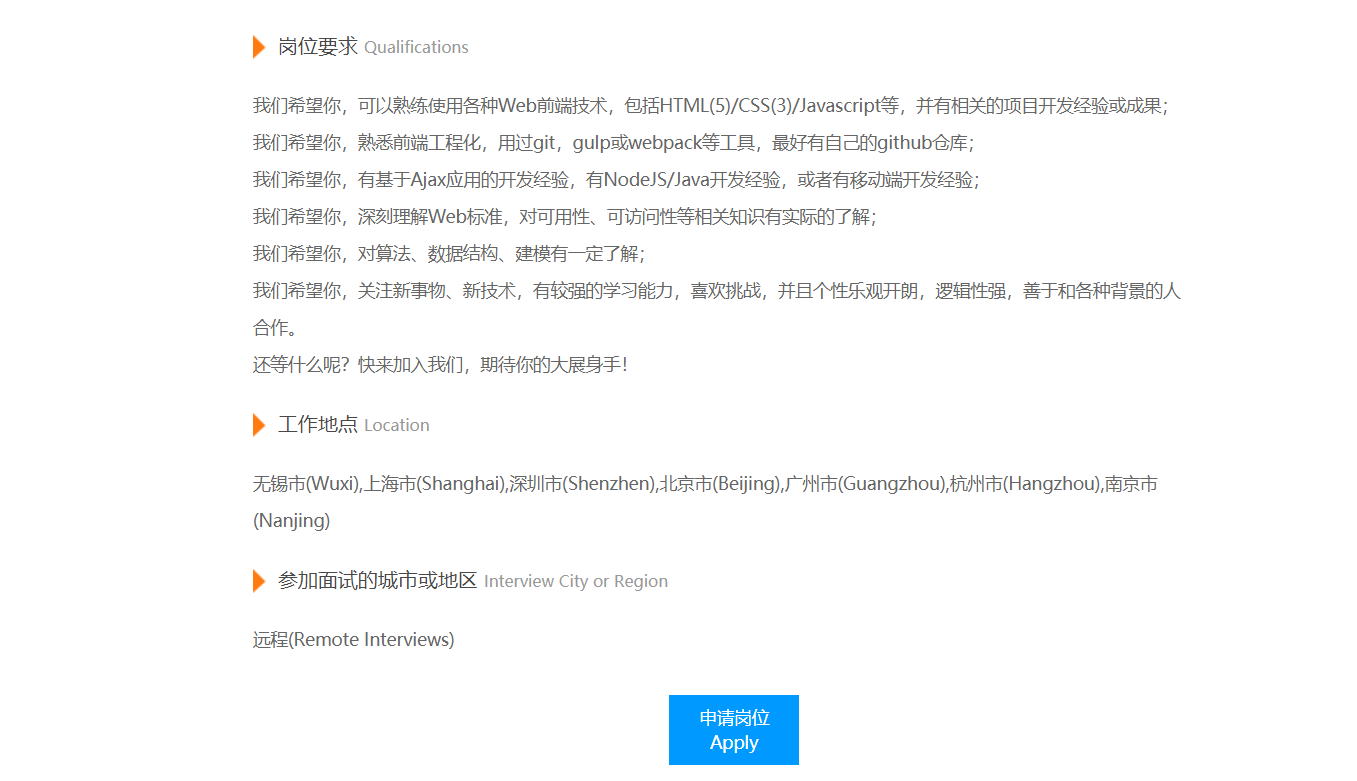 岗位要求 Qualifications
我们希望你，可以熟练使用各种Web前端技术，包括HTML(5)/CSS(3)/Javascript等，并有相关的项目开发经验或成果；
我们希望你，熟悉前端工程化，用过git，gulp或webpack等工具，最好有自己的github仓库；
我们希望你，有基于Ajax应用的开发经验，有NodeJS/Java开发经验，或者有移动端开发经验；
我们希望你，深刻理解Web标准，对可用性、可访问性等相关知识有实际的了解；
我们希望你，对算法、数据结构、建模有一定了解；
我们希望你，关注新事物、新技术，有较强的学习能力，喜欢挑战，并且个性乐观开朗，逻辑性强，善于和各种背景的人
合作。
还等什么呢？快来加入我们，期待你的大展身手！
工作地点 Location
无锡市(Wuxi),上海市(Shanghai),深圳市(Shenzhen),北京市(Beijing),广州市(Guangzhou),杭州市(Hangzhou),南京市
(Nanjing)
参加面试的城市或地区 Interview City or Region
远程(Remote Interviews)
申请岗位
Apply